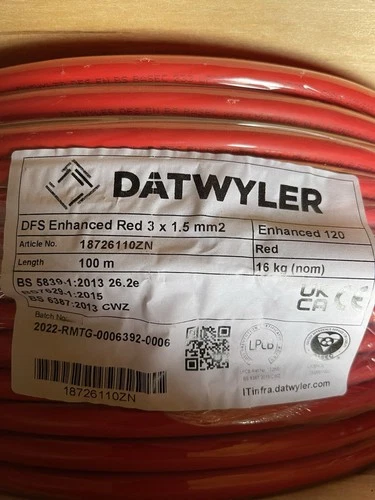 DATWYLER
DFS Enhanced Red 3 x 1.5 mm2
Enhanced 120
Article No. 18726110ZN
Red
Length 100 m
16 kg (nom)
BS 5839-1:2013 26.2e
BS7629-1:2015
BS 6387:2013 CWZ
UK CA CE
Batch No.
2022-RMTG-0006392-0006
LPCB
18726110ZN
ITinfra.datwyler.com